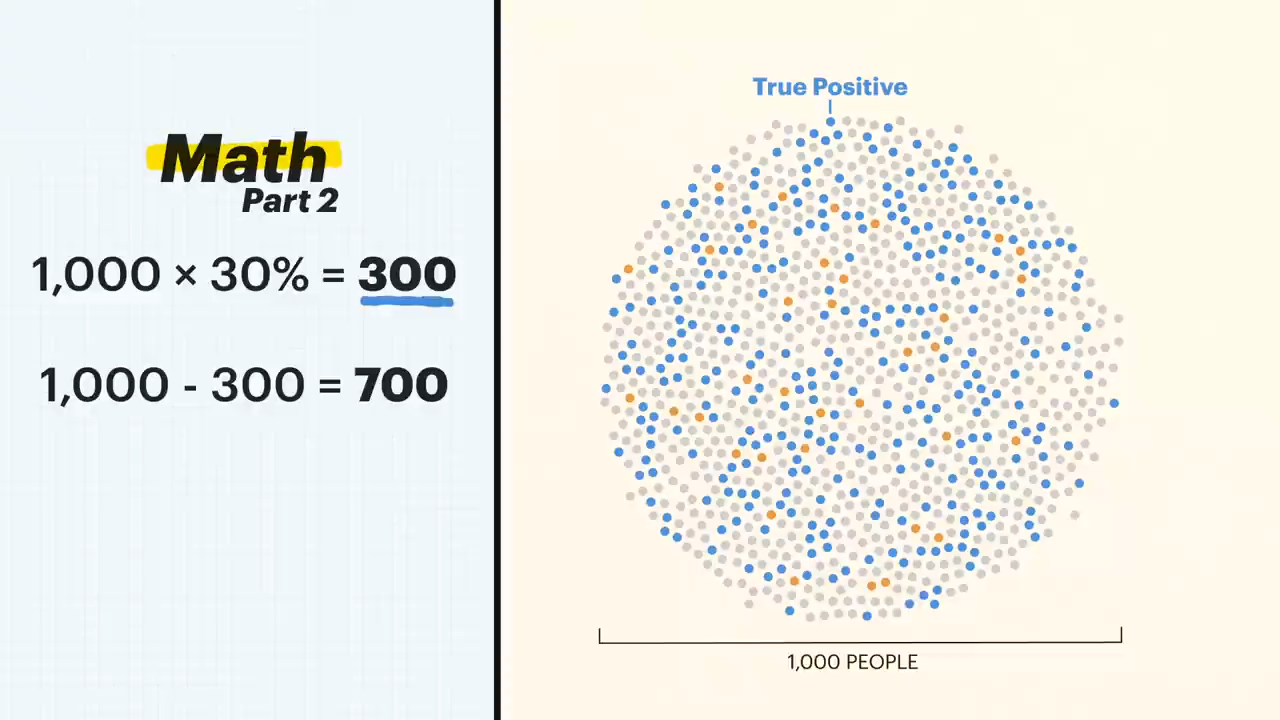 Math
Part 2
1,000 × 30% = 300
1,000 - 300 = 700
True Positive
1,000 PEOPLE